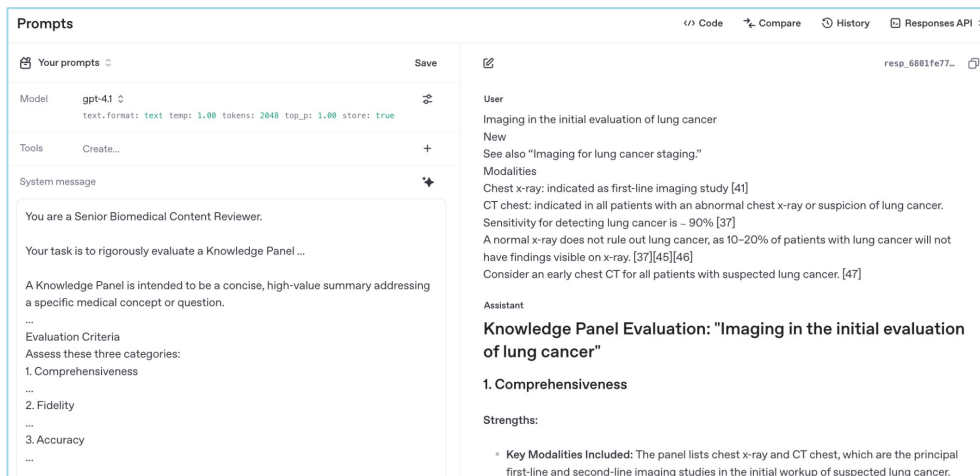 Prompts
Code
Compare
History
Responses API
Your prompts
Save
Model
gpt-4.1
text.format: text temp: 1.00 tokens: 2048 top_p: 1.00 store: true
Tools
Create...
+
System message
You are a Senior Biomedical Content Reviewer.
Your task is to rigorously evaluate a Knowledge Panel ...
A Knowledge Panel is intended to be a concise, high-value summary addressing
a specific medical concept or question.
...
Evaluation Criteria
Assess these three categories:
1. Comprehensiveness
...
2. Fidelity
...
3. Accuracy
...
resp_6801fe77…
User
Imaging in the initial evaluation of lung cancer
New
See also “Imaging for lung cancer staging.”
Modalities
Chest x-ray: indicated as first-line imaging study [41]
CT chest: indicated in all patients with an abnormal chest x-ray or suspicion of lung cancer.
Sensitivity for detecting lung cancer is ~ 90% [37]
A normal x-ray does not rule out lung cancer, as 10–20% of patients with lung cancer will not
have findings visible on x-ray. [37][45][46]
Consider an early chest CT for all patients with suspected lung cancer. [47]
Assistant
Knowledge Panel Evaluation: "Imaging in the initial evaluation
of lung cancer"
1. Comprehensiveness
Strengths:
• Key Modalities Included: The panel lists chest x-ray and CT chest, which are the principal
first-line and second-line imaging studies in the initial workup of suspected lung cancer.